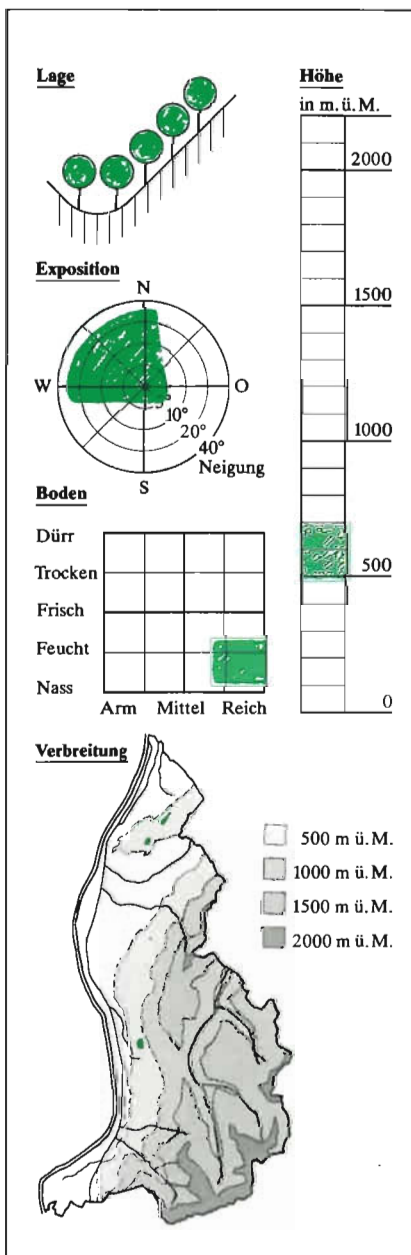 Lage
Höhe
in m. ü. M.
2000
1500
1000
500
0
Exposition
N
W
O
S
10°
20°
40°
Neigung
Boden
Dürr
Trocken
Frisch
Feucht
Nass
Arm Mittel Reich
Verbreitung
500 m ü. M.
1000 m ü. M.
1500 m ü. M.
2000 m ü. M.